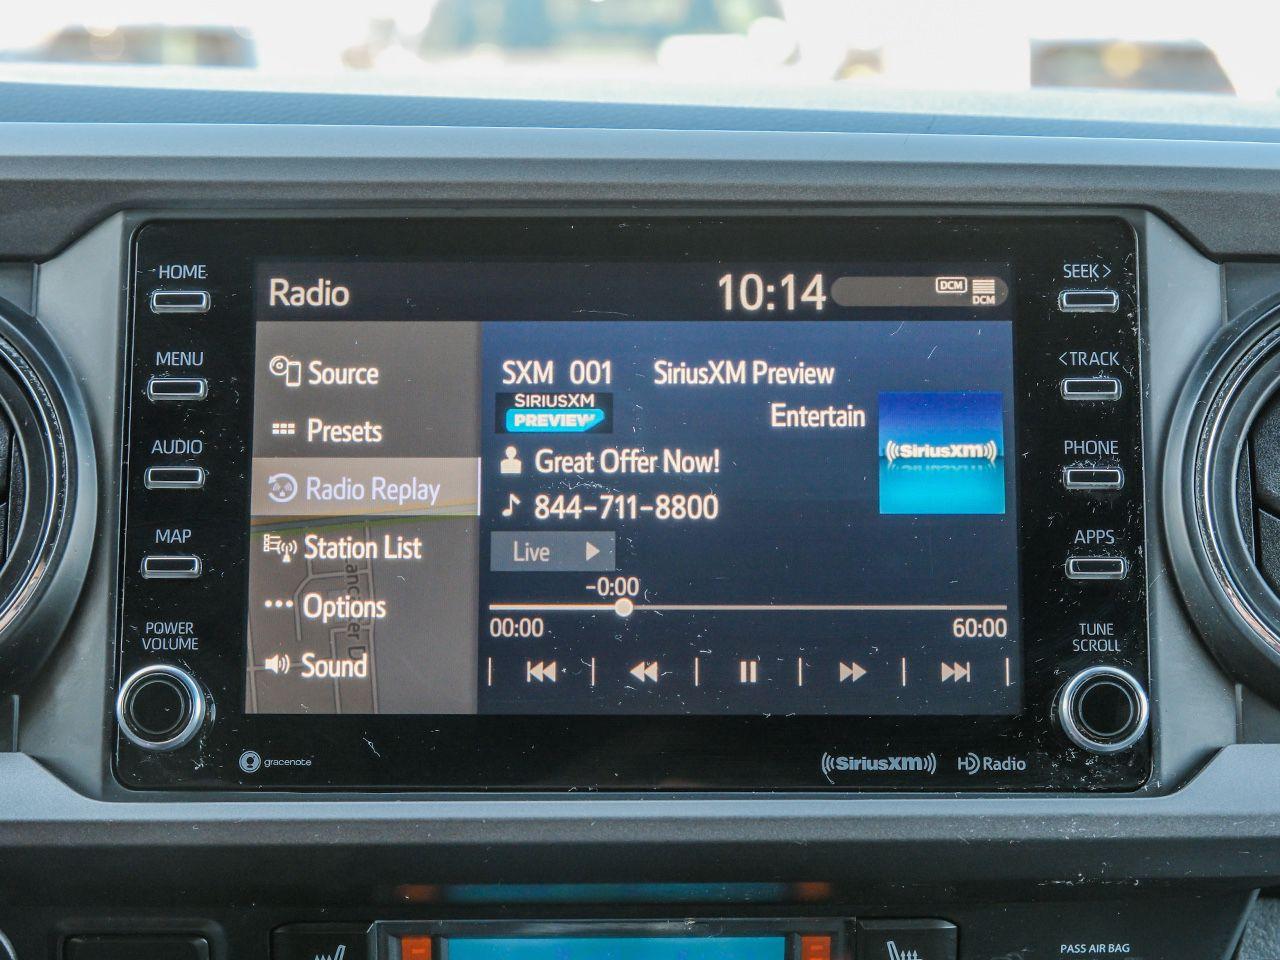 HOME
MENU
AUDIO
MAP
POWER
VOLUME
Radio
10:14
DCM
DCM
Source
Presets
Radio Replay
Station List
Options
Sound
SXM 001 SiriusXM Preview
SIRIUSXM
PREVIEW
Entertain
((SiriusXM))
Great Offer Now!
844-711-8800
Live
-0:00
00:00
60:00
SEEK >
< TRACK
PHONE
APPS
TUNE
SCROLL
gracenote
((SiriusXM))
HD Radio
PASS AIR BAG